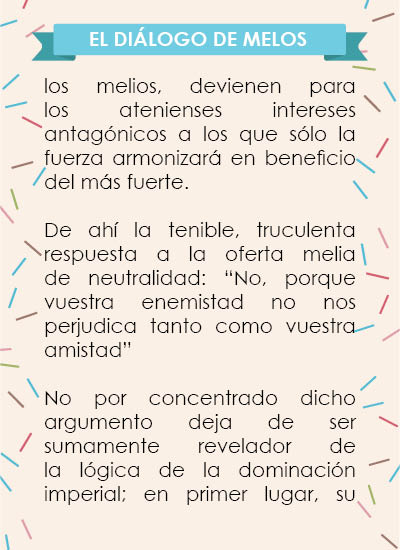 EL DIÁLOGO DE MELOS
los melios, devienen para
los atenienses intereses
antagónicos a los que sólo la
fuerza armonizará en beneficio
del más fuerte.
De ahí la tenible, truculenta
respuesta a la oferta melia
de neutralidad: “No, porque
vuestra enemistad no nos
perjudica tanto como vuestra
amistad”
No por concentrado dicho
argumento deja de ser
sumamente revelador de
la lógica de la dominación
imperial; en primer lugar, su